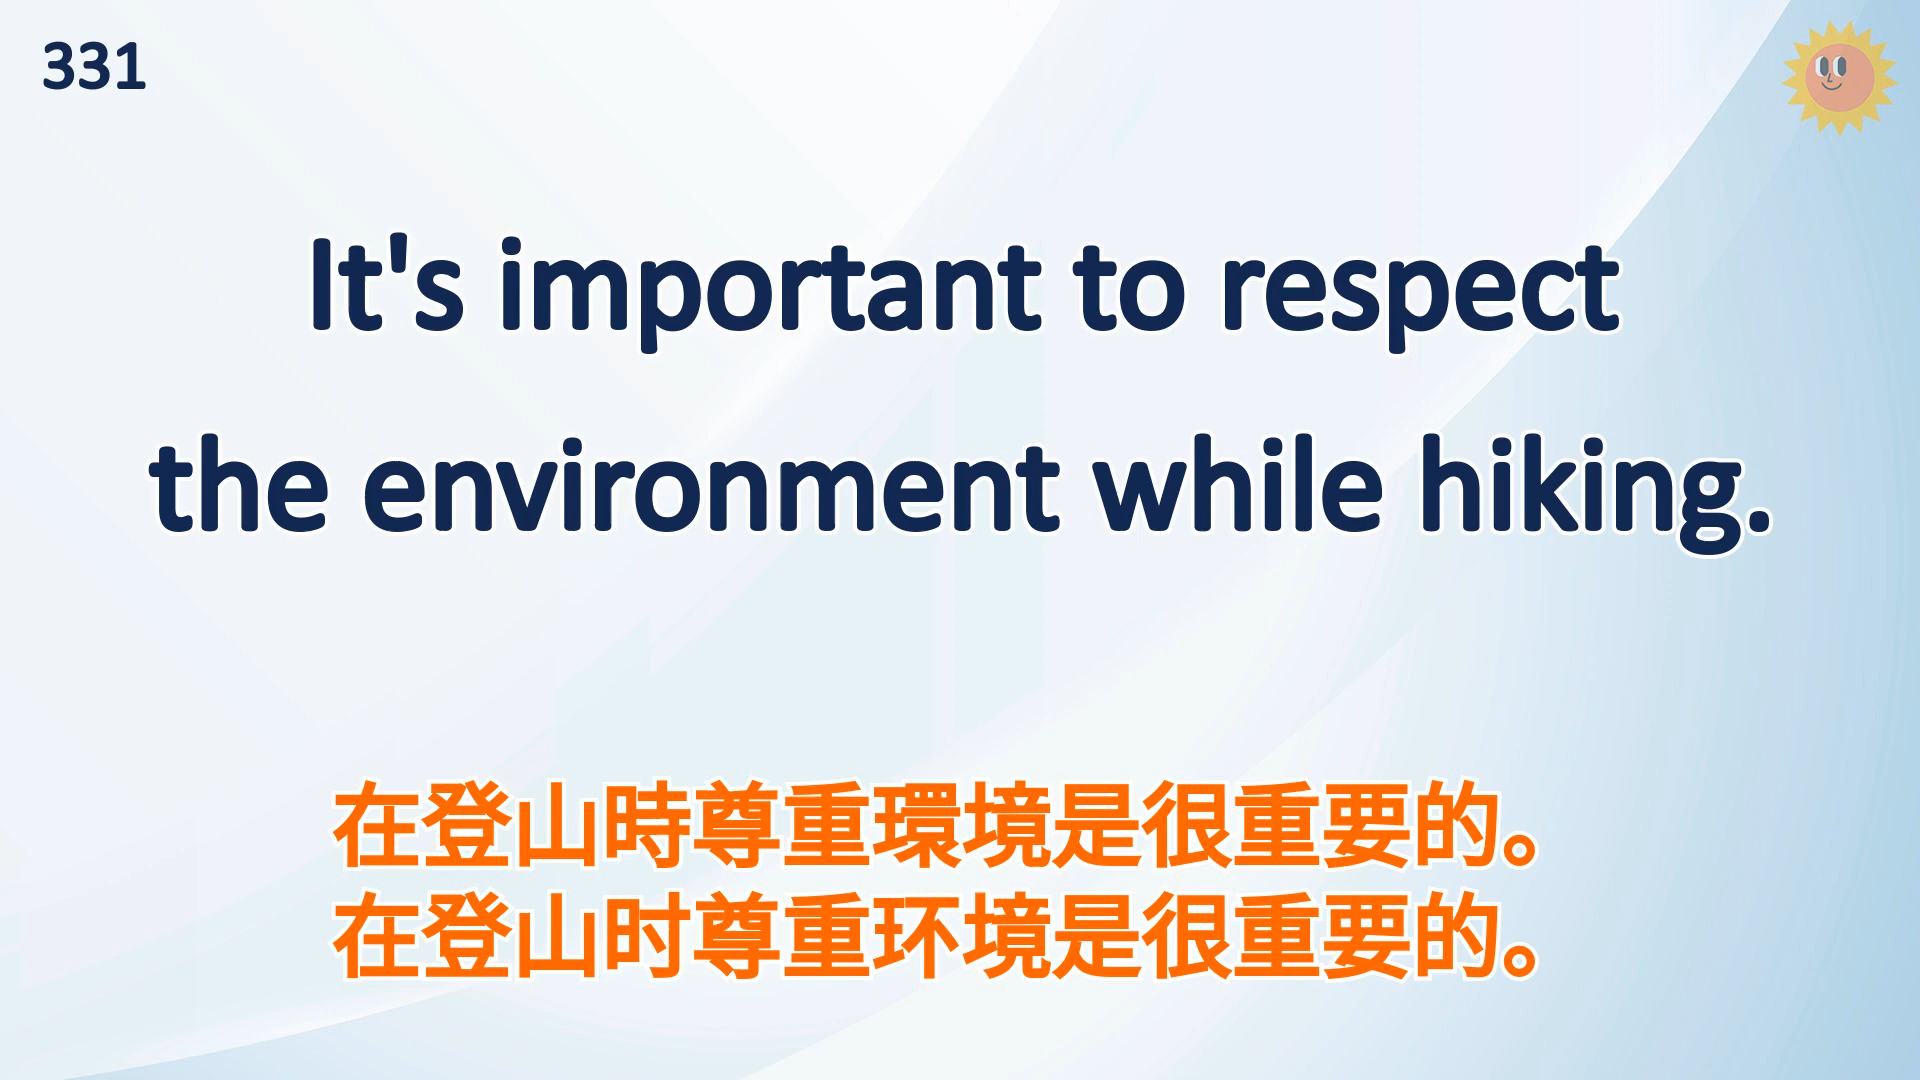 331
It's important to respect
the environment while hiking.
在登山時尊重環境是很重要的。
在登山时尊重环境是很重要的。